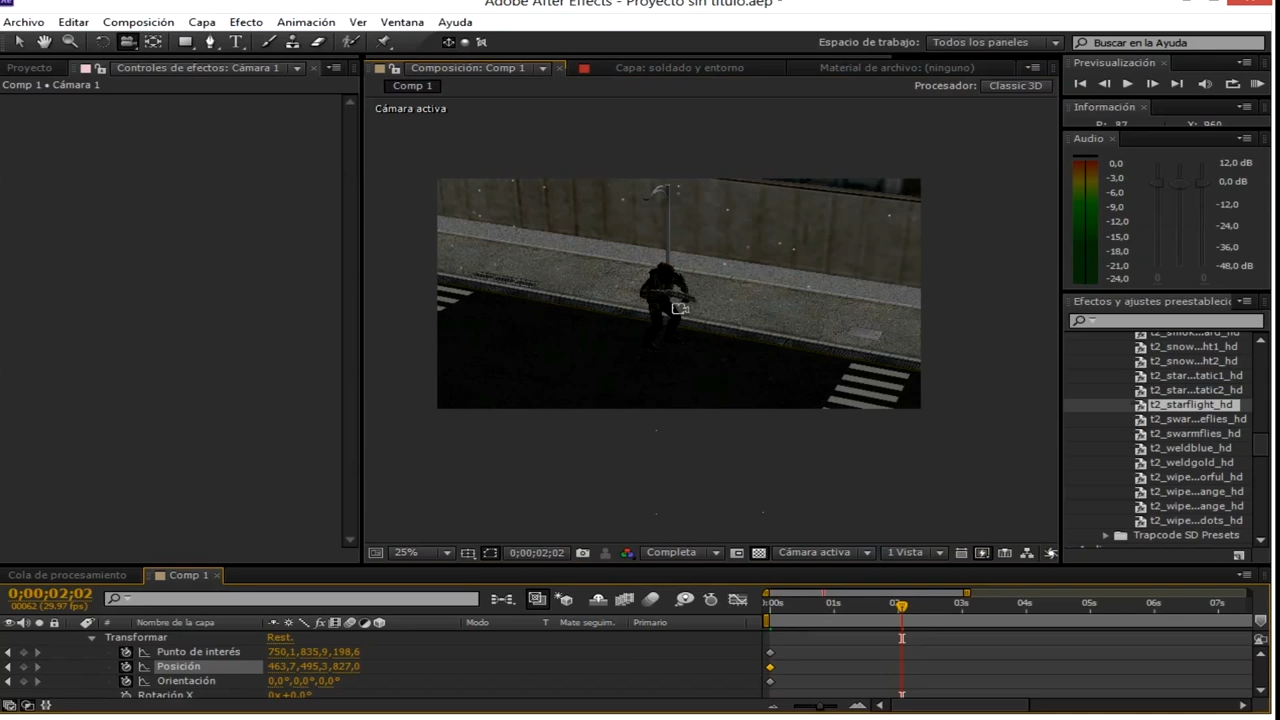 Adobe After Effects - Proyecto sin título.aep *
Archivo Editar Composición Capa Efecto Animación Ver Ventana Ayuda
Espacio de trabajo: Todos los paneles Buscar en la Ayuda
Proyecto Controles de efectos: Cámara 1 Composición: Comp 1 Capa: soldado y entorno Material de archivo: (ninguno) Previsualización
Comp 1 • Cámara 1 Comp 1 Procesador: Classic 3D
Cámara activa
Información
R: 87 X: 960
Audio
0,0
-3,0
-6,0
-9,0
-12,0
-15,0
-18,0
-21,0
-24,0
12,0 dB
0,0 dB
-12,0
-24,0
-36,0
-48,0 dB
0 0
Efectos y ajustes preestableci
t2_snow...ht1_hd
t2_snow...ht2_hd
t2_star...tatic1_hd
t2_star...tatic2_hd
t2_starflight_hd
t2_swar...eflies_hd
t2_swarmflies_hd
t2_weldblue_hd
t2_weldgold_hd
t2_wipe...orful_hd
t2_wipe...ange_hd
t2_wipe...ange_hd
t2_wipe...dots_hd
Trapcode SD Presets
25% 0;00;02;02 Completa Cámara activa 1 Vista
Cola de procesamiento Comp 1
0;00;02;02
00062 (29.97 fps)
:00s 01s 02 03s 04s 05s 06s 07s
# Nombre de la capa Modo T Mate seguim. Primario
Transformar Rest.
Punto de interés 750,1,835,9,198,6
Posición 463,7,495,3,827,0
Orientación 0,0°,0,0°,0,0°
Rotación X 0x+0,0°